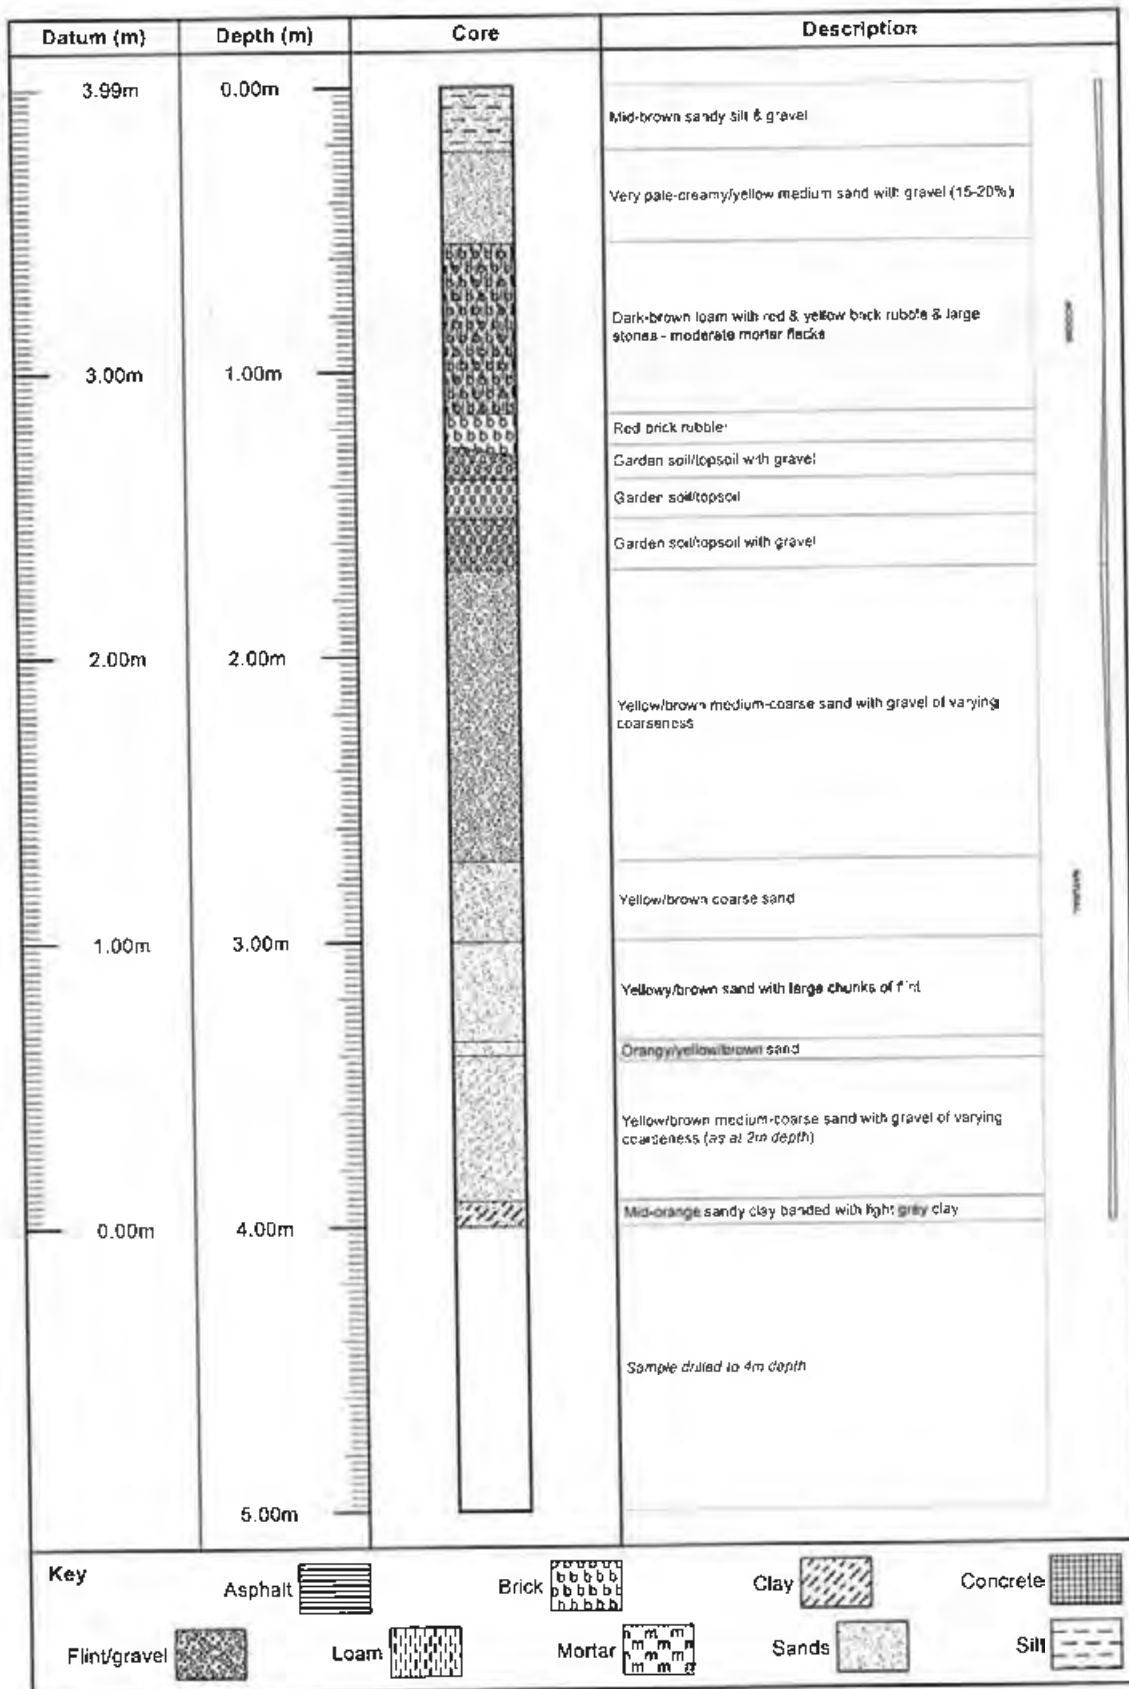 Datum (m) Depth (m) Core Description
3.99m 0.00m
Mid-brown sandy silt & gravel
Very pale-creamy/yellow medium sand with gravel (15-20%)
Dark-brown loam with red & yellow brick rubble & large
stones - moderate mortar flecks
3.00m 1.00m
Red brick rubble
Garden soil/topsoil with gravel
Garden soil/topsoil
Garden soil/topsoil with gravel
2.00m 2.00m
Yellow/brown medium-coarse sand with gravel of varying
coarseness
NATURAL
Yellow/brown coarse sand
1.00m 3.00m
Yellowy/brown sand with large chunks of flint
Orangy/yellow/brown sand
Yellow/brown medium-coarse sand with gravel of varying
coarseness (as at 2m depth)
Mid-orange sandy clay banded with light grey clay
0.00m 4.00m
Sample drilled to 4m depth
5.00m
Key
Asphalt Brick Clay Concrete
Flint/gravel Loam Mortar Sands Silt